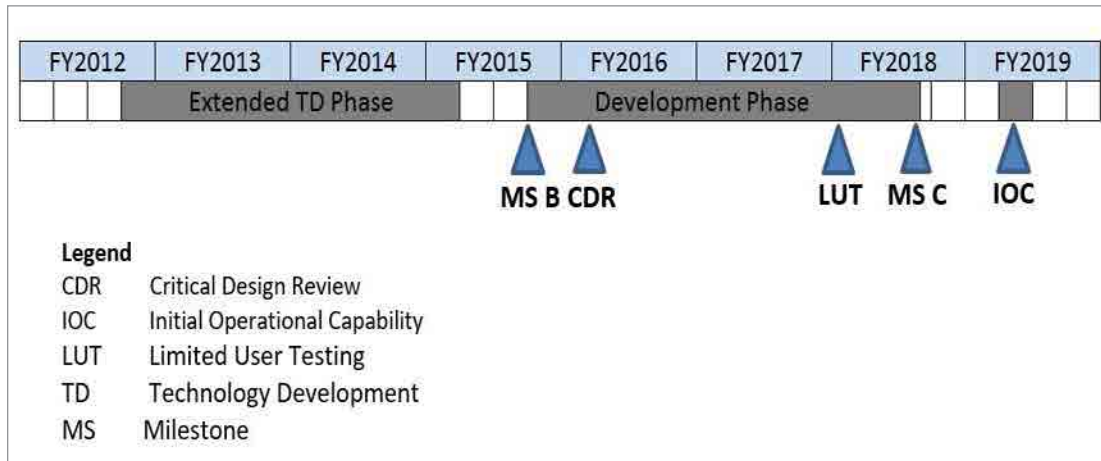 FY2012 FY2013 FY2014 FY2015 FY2016 FY2017 FY2018 FY2019
Extended TD Phase Development Phase
MS B CDR LUT MS C IOC
Legend
CDR Critical Design Review
IOC Initial Operational Capability
LUT Limited User Testing
TD Technology Development
MS Milestone